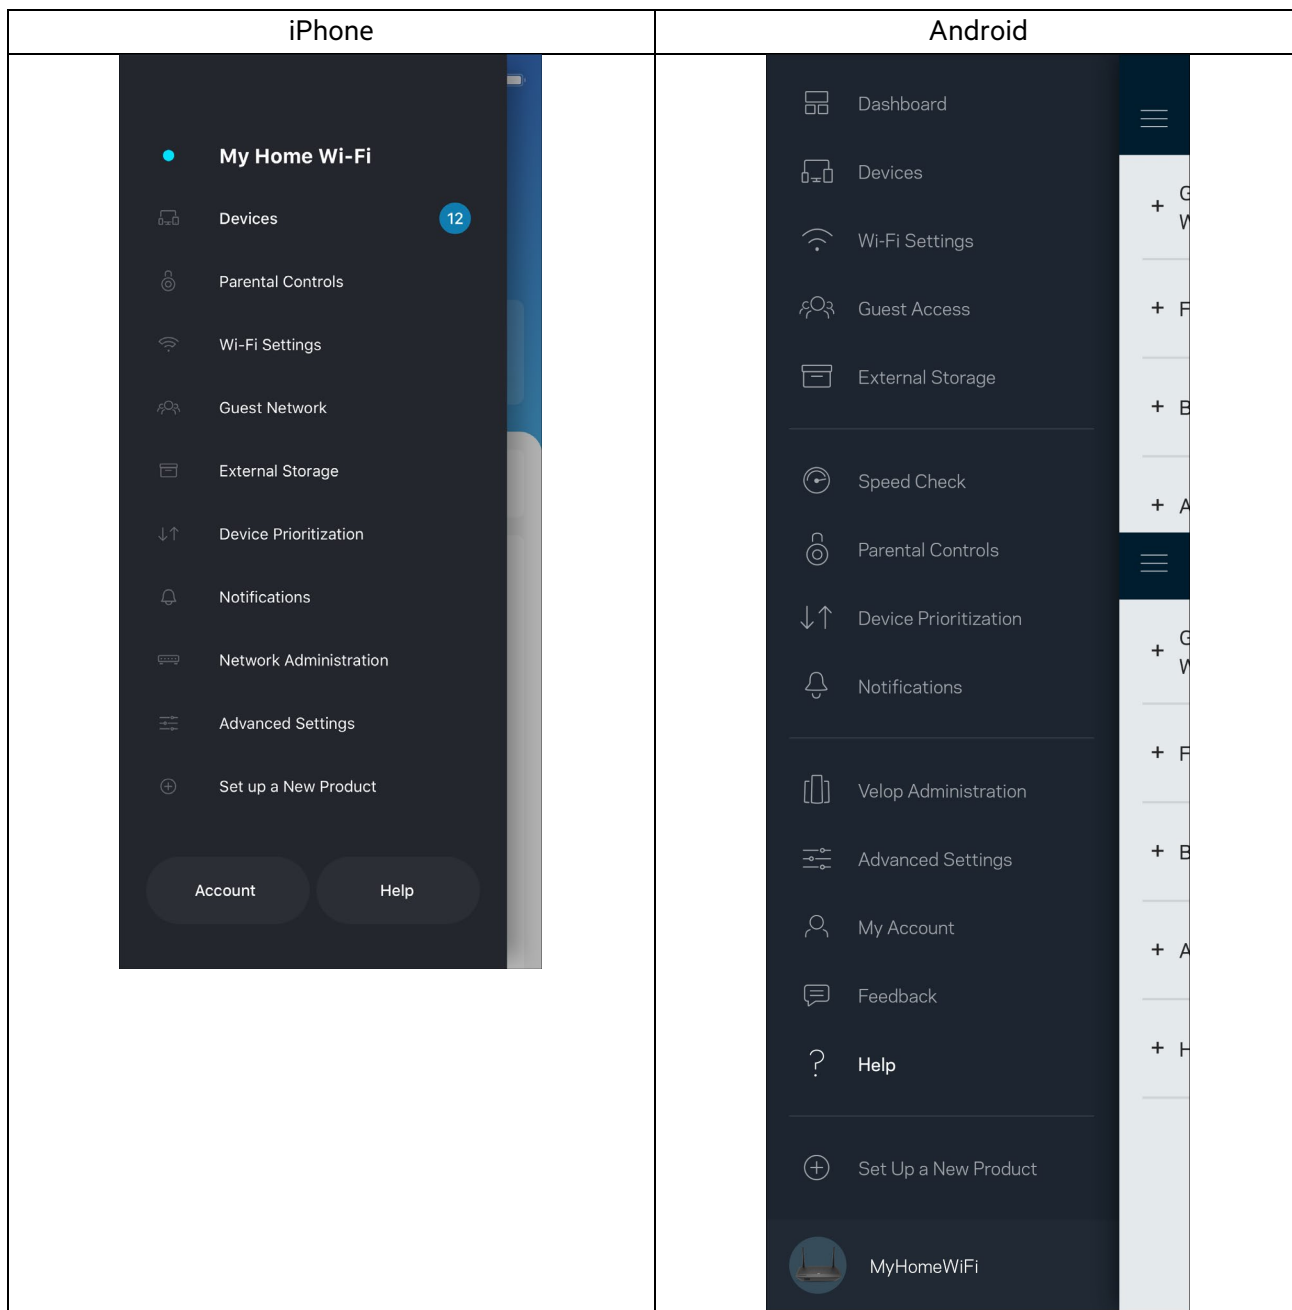 iPhone
Android
My Home Wi-Fi
Devices
12
Parental Controls
Wi-Fi Settings
Guest Network
External Storage
Device Prioritization
Notifications
Network Administration
Advanced Settings
Set up a New Product
Account
Help
Dashboard
Devices
Wi-Fi Settings
Guest Access
External Storage
Speed Check
Parental Controls
Device Prioritization
Notifications
Velop Administration
Advanced Settings
My Account
Feedback
Help
Set Up a New Product
MyHomeWiFi